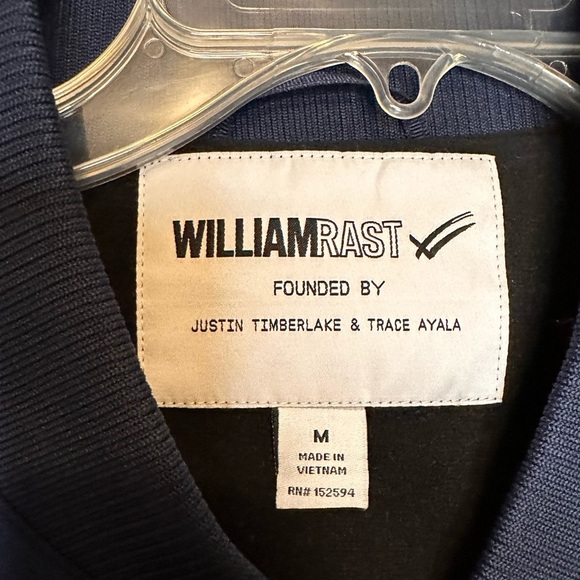 WILLIAMRAST
FOUNDED BY
JUSTIN TIMBERLAKE & TRACE AYALA
M
MADE IN
VIETNAM
RN# 152594